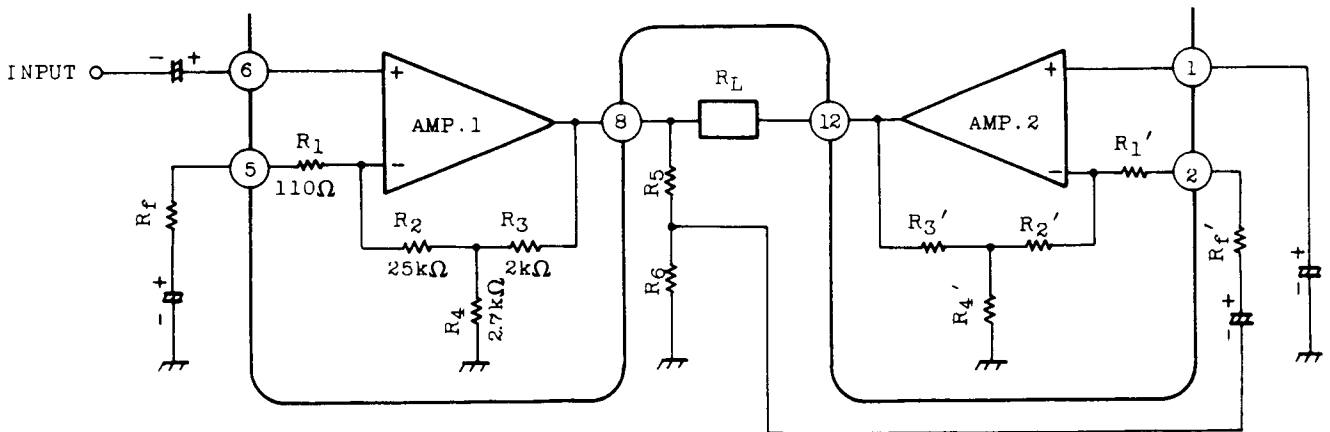 INPUT
- +
6
+
AMP.1
-
5
R1
110Ω
Rf
+
-
R2
25kΩ
R3
2kΩ
R4
2.7kΩ
8
RL
R5
R6
12
+
AMP.2
-
1
R1'
2
R3'
R2'
R4'
Rf'
+
-
+
-